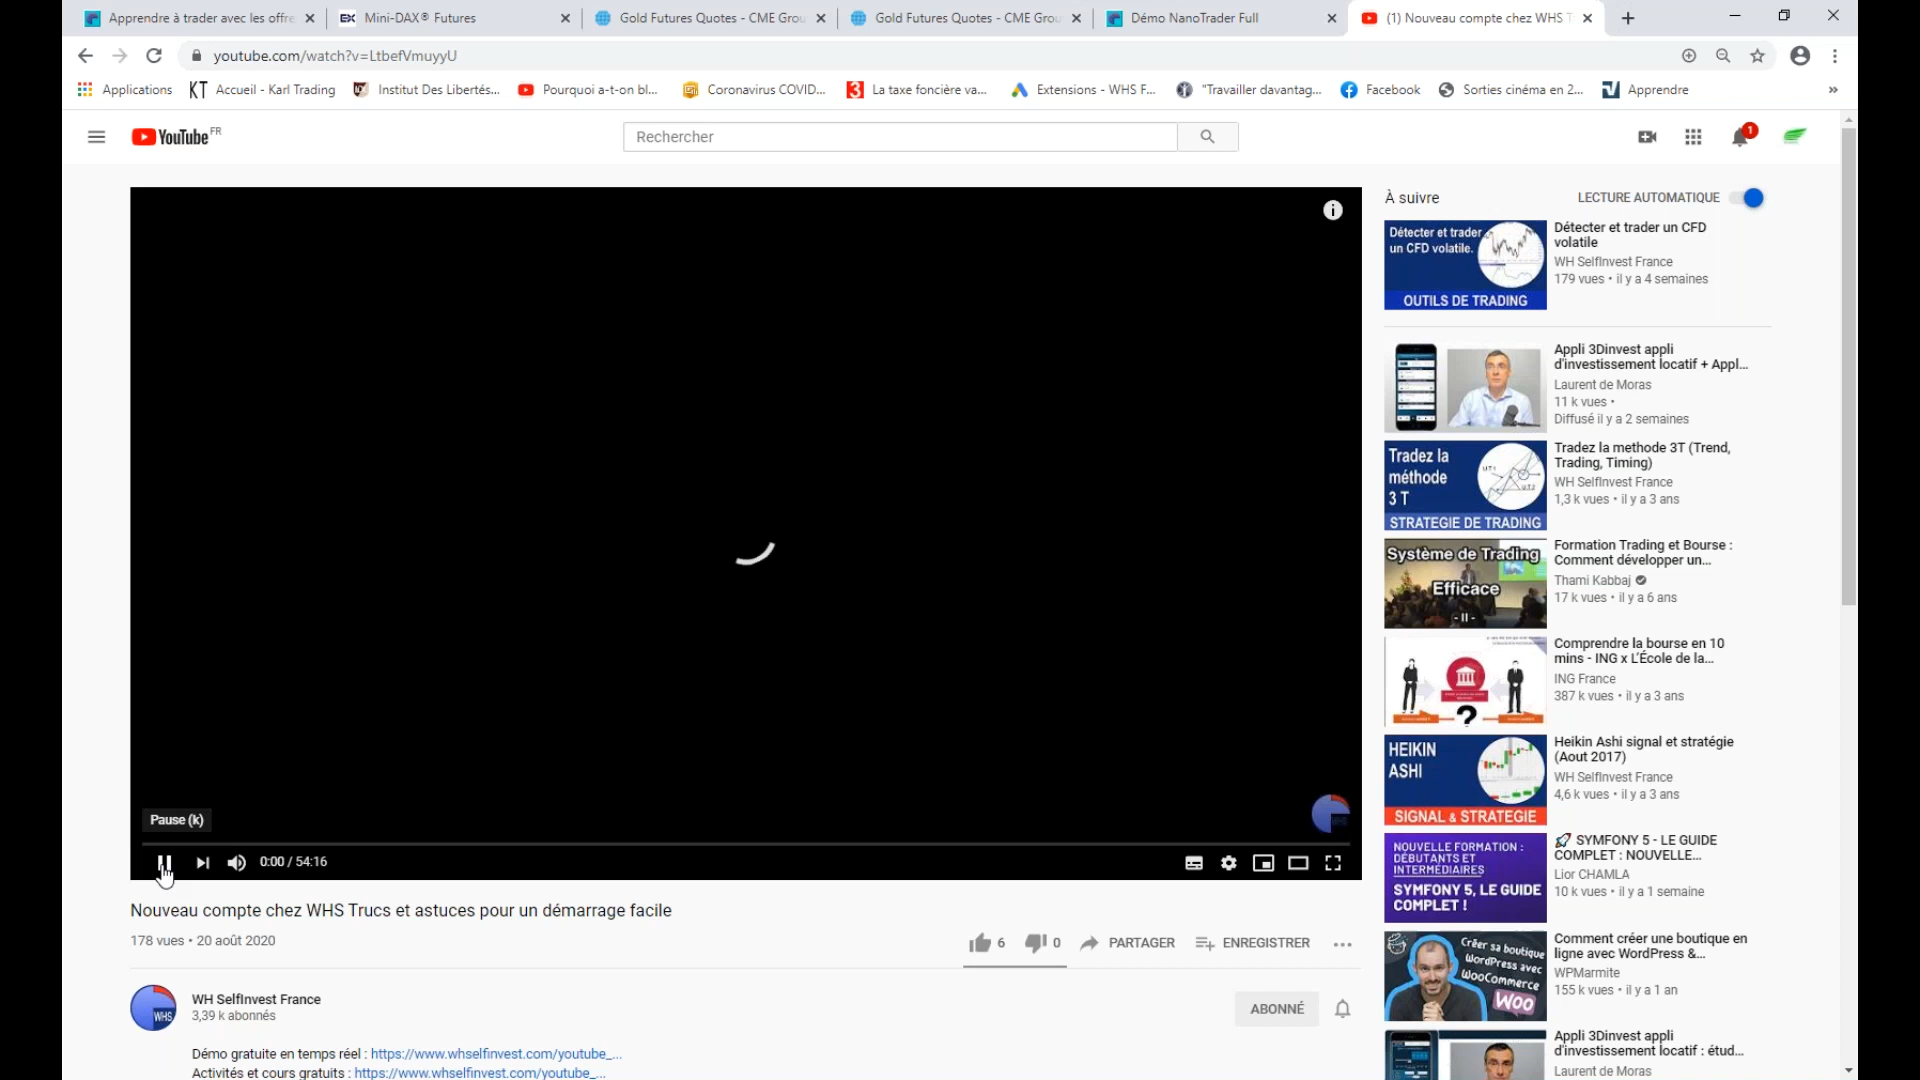 Apprendre à trader avec les offre
Mini-DAX® Futures
Gold Futures Quotes - CME Grou
Gold Futures Quotes - CME Grou
Démo NanoTrader Full
(1) Nouveau compte chez WHS T
youtube.com/watch?v=LtbefVmuyyU
Applications
KT Accueil - Karl Trading
Institut Des Libertés...
Pourquoi a-t-on bl...
Coronavirus COVID...
3 La taxe foncière va...
Extensions - WHS F...
"Travailler davantag...
Facebook
Sorties cinéma en 2...
Apprendre
»
YouTube FR
Rechercher
1
À suivre
LECTURE AUTOMATIQUE
Détecter et trader
un CFD volatile.
OUTILS DE TRADING
Détecter et trader un CFD
volatile
WH SelfInvest France
179 vues • il y a 4 semaines
Appli 3Dinvest appli
d'investissement locatif + Appl...
Laurent de Moras
11 k vues •
Diffusé il y a 2 semaines
Tradez la
méthode
3 T
UT1
UT2
STRATEGIE DE TRADING
Tradez la methode 3T (Trend,
Trading, Timing)
WH SelfInvest France
1,3 k vues • il y a 3 ans
Système de Trading
Efficace
- II -
Formation Trading et Bourse :
Comment développer un...
Thami Kabbaj
17 k vues • il y a 6 ans
?
Comprendre la bourse en 10
mins - ING x L'École de la...
ING France
387 k vues • il y a 3 ans
HEIKIN
ASHI
SIGNAL & STRATEGIE
Heikin Ashi signal et stratégie
(Aout 2017)
WH SelfInvest France
4,6 k vues • il y a 3 ans
NOUVELLE FORMATION :
DÉBUTANTS ET
INTERMÉDIAIRES
SYMFONY 5, LE GUIDE
COMPLET !
🚀 SYMFONY 5 - LE GUIDE
COMPLET : NOUVELLE...
Lior CHAMLA
10 k vues • il y a 1 semaine
Créer sa boutique
WordPress avec
WooCommerce
WOO
Comment créer une boutique en
ligne avec WordPress &...
WPMarmite
155 k vues • il y a 1 an
Appli 3Dinvest appli
d'investissement locatif : étud...
Laurent de Moras
Pause (k)
0:00 / 54:16
Nouveau compte chez WHS Trucs et astuces pour un démarrage facile
178 vues • 20 août 2020
6
0
PARTAGER
ENREGISTRER
WHS
WH SelfInvest France
3,39 k abonnés
ABONNÉ
Démo gratuite en temps réel : https://www.whselfinvest.com/youtube_...
Activités et cours gratuits : https://www.whselfinvest.com/youtube_...